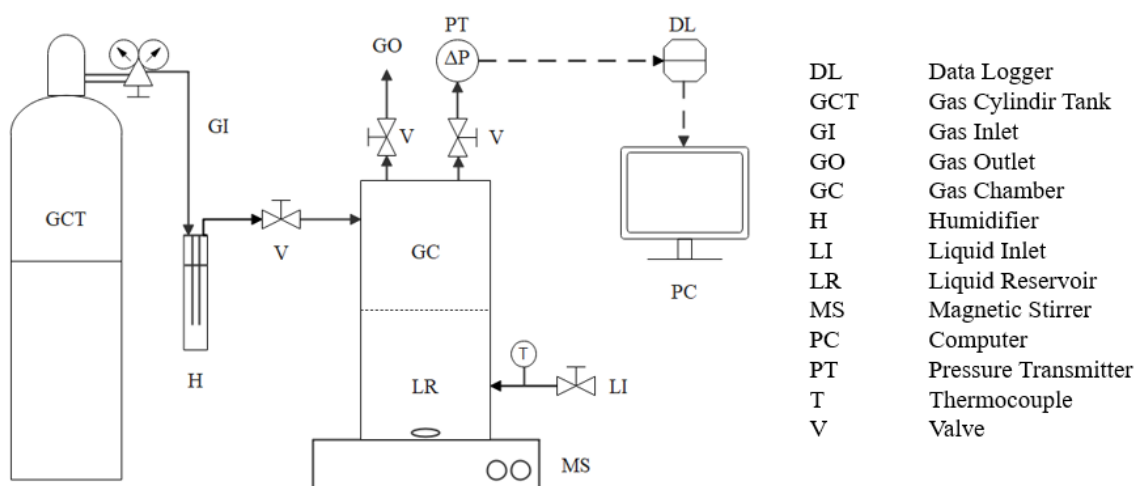 PT
DL
GO
ΔP
V
V
GI
GCT
V
GC
PC
H
T
LR
LI
MS
DL Data Logger
GCT Gas Cylindir Tank
GI Gas Inlet
GO Gas Outlet
GC Gas Chamber
H Humidifier
LI Liquid Inlet
LR Liquid Reservoir
MS Magnetic Stirrer
PC Computer
PT Pressure Transmitter
T Thermocouple
V Valve